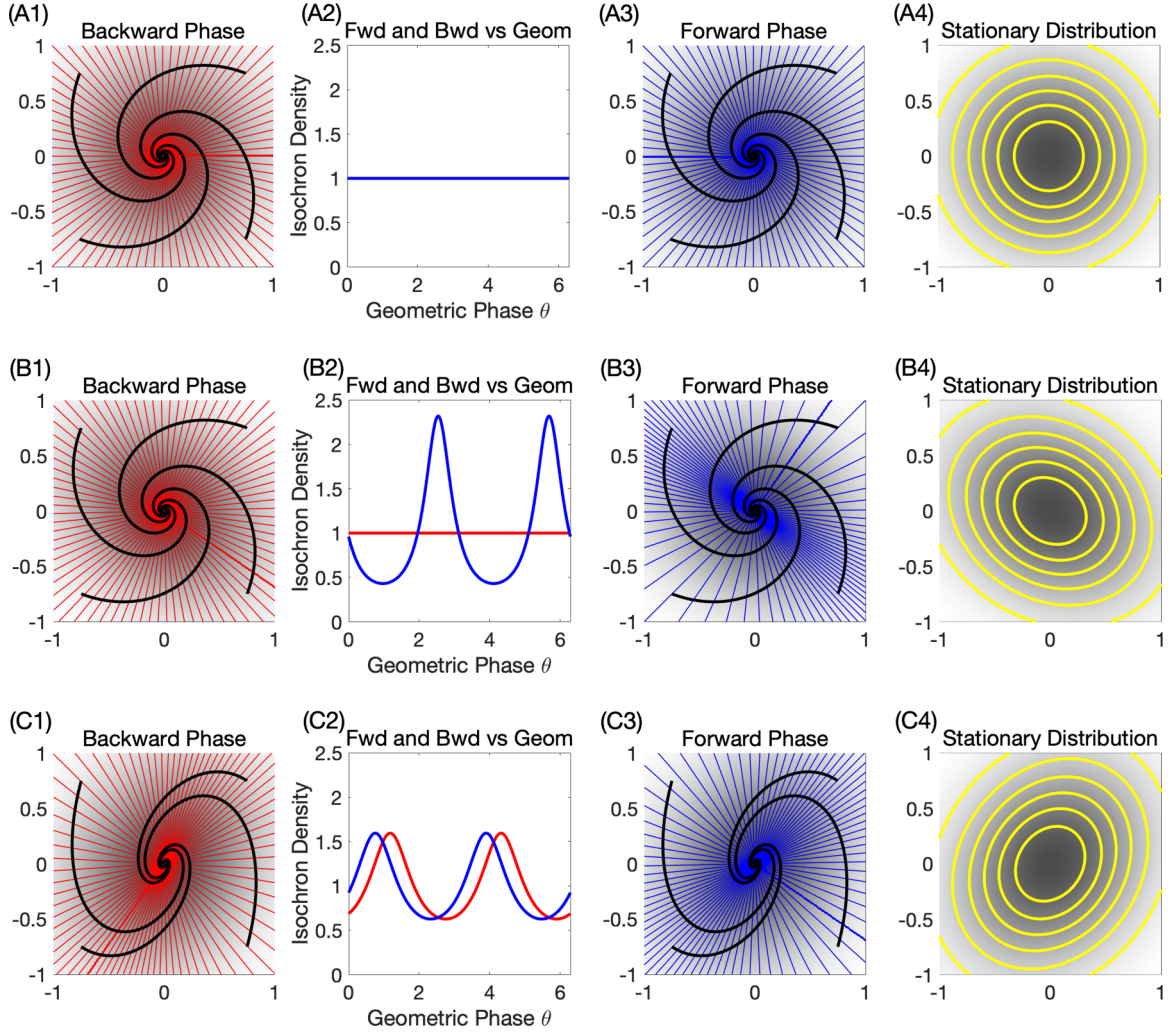 (A1) (A2) (A3) (A4)
Backward Phase Fwd and Bwd vs Geom Forward Phase Stationary Distribution
1 0.5 0 -0.5 -1
-1 0 1
Isochron Density
2.5 2 1.5 1 0.5 0
0 2 4 6
Geometric Phase θ
1 0.5 0 -0.5 -1
-1 0 1
1 0.5 0 -0.5 -1
-1 0 1
(B1) (B2) (B3) (B4)
Backward Phase Fwd and Bwd vs Geom Forward Phase Stationary Distribution
1 0.5 0 -0.5 -1
-1 0 1
Isochron Density
2.5 2 1.5 1 0.5 0
0 2 4 6
Geometric Phase θ
1 0.5 0 -0.5 -1
-1 0 1
1 0.5 0 -0.5 -1
-1 0 1
(C1) (C2) (C3) (C4)
Backward Phase Fwd and Bwd vs Geom Forward Phase Stationary Distribution
1 0.5 0 -0.5 -1
-1 0 1
Isochron Density
2.5 2 1.5 1 0.5 0
0 2 4 6
Geometric Phase θ
1 0.5 0 -0.5 -1
-1 0 1
1 0.5 0 -0.5 -1
-1 0 1